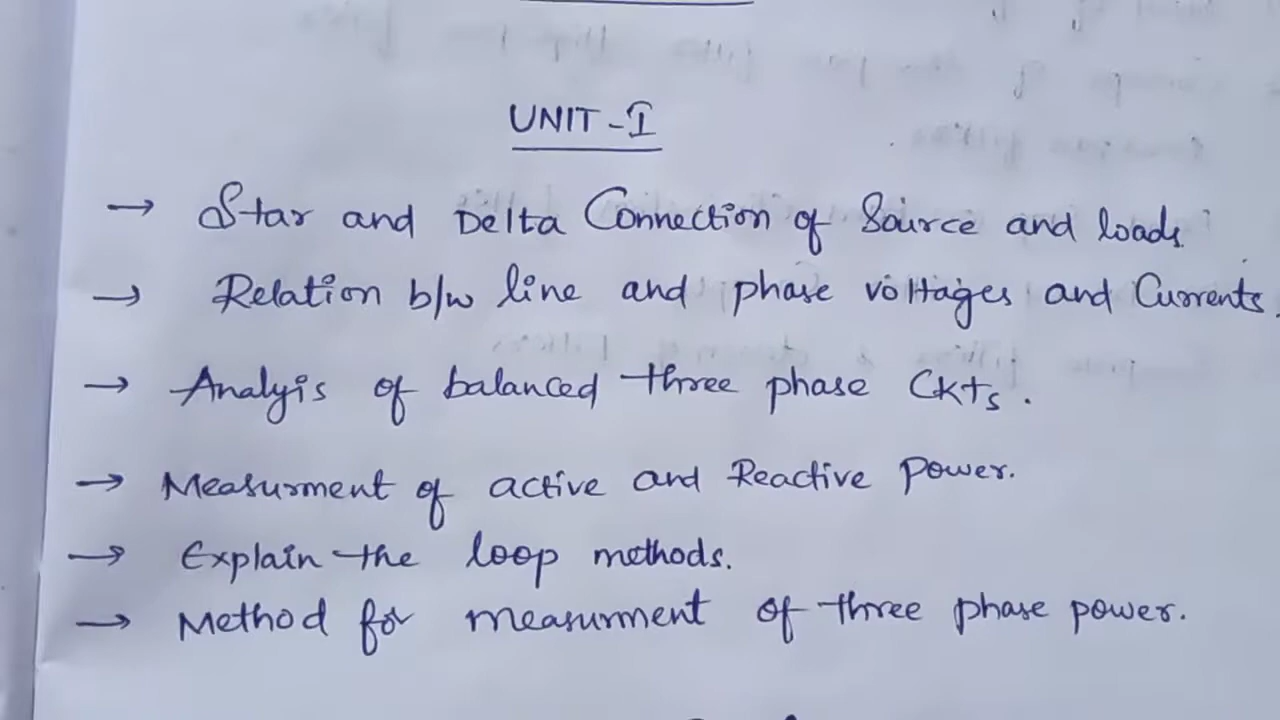 UNIT-I
→ Star and Delta Connection of Source and loads
→ Relation b/w line and phase voltages and Currents.
→ Analyis of balanced three phase Ckts.
→ Measurment of active and Reactive power.
→ Explain the loop methods.
→ Method for measurment of three phase power.